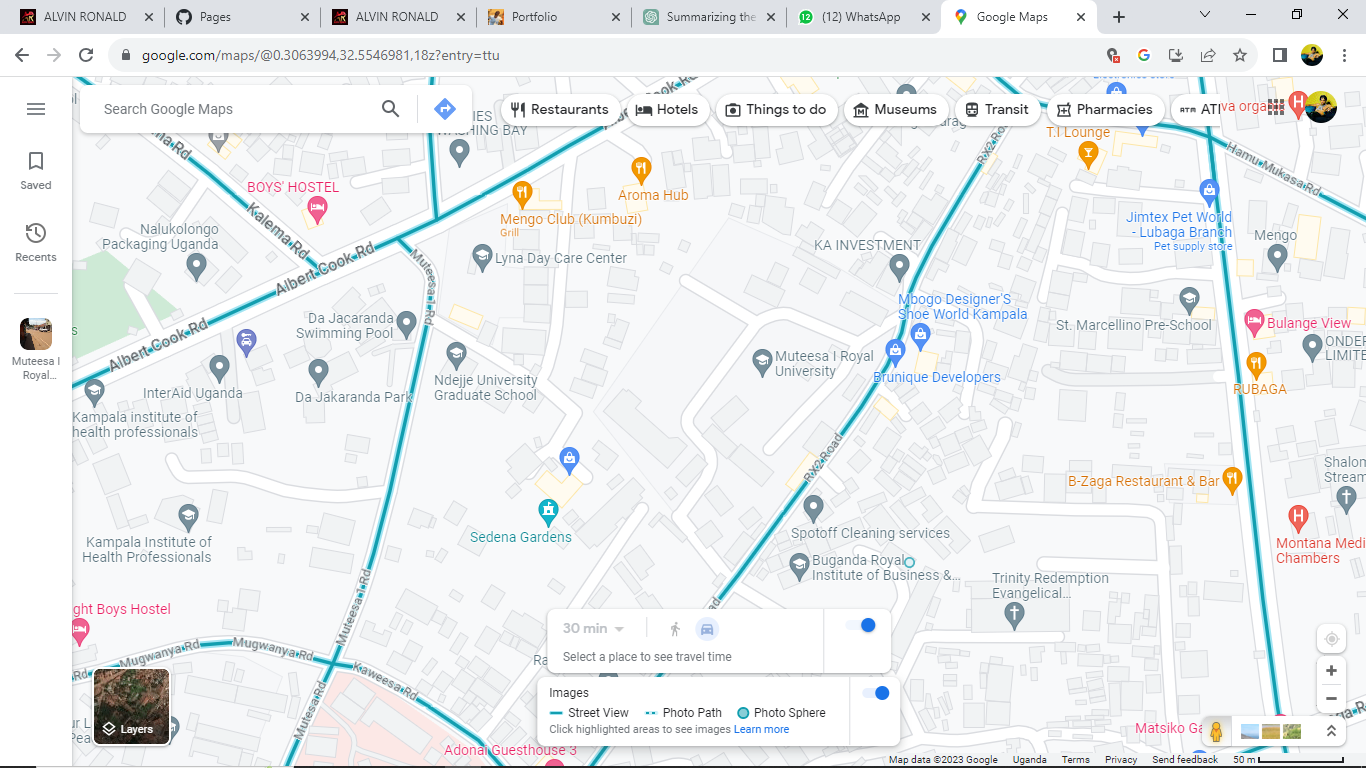 ALVIN RONALD
Pages
ALVIN RONALD
Portfolio
Summarizing the
(12) WhatsApp
Google Maps
google.com/maps/@0.3063994,32.5546981,18z?entry=ttu
Search Google Maps
Restaurants
Hotels
Things to do
Museums
Transit
Pharmacies
ATM
Saved
Recents
Muteesa I
Royal...
WASHING BAY
T.I Lounge
Hamu Mukasa Rd
RX2 Road
BOYS' HOSTEL
Aroma Hub
Mengo Club (Kumbuzi)
Grill
Kalema Rd
Nalukolongo
Packaging Uganda
Albert Cook Rd
Lyna Day Care Center
KA INVESTMENT
Jimtex Pet World
- Lubaga Branch
Pet supply store
Mengo
Muteesa 1 Rd
Mbogo Designer'S
Shoe World Kampala
Da Jacaranda
Swimming Pool
St. Marcellino Pre-School
Bulange View
Albert Cook Rd
Muteesa I Royal
University
Brunique Developers
InterAid Uganda
Da Jakaranda Park
Ndejje University
Graduate School
RUBAGA
Kampala institute of
health professionals
RX2 Road
B-Zaga Restaurant & Bar
Shalom
Stream
Sedena Gardens
Spotoff Cleaning services
Kampala Institute of
Health Professionals
Montana Medi
Chambers
Buganda Royal
Institute of Business &...
Trinity Redemption
Evangelical...
Muteesa 1 Rd
ght Boys Hostel
30 min
Select a place to see travel time
Mugwanya Rd
Mugwanya Rd
Kaweesa Rd
Mutesa Rd
Images
Street View
Photo Path
Photo Sphere
Click highlighted areas to see images Learn more
Layers
Matsiko Ga
Adonai Guesthouse 3
Map data ©2023 Google
Uganda
Terms
Privacy
Send feedback
50 m